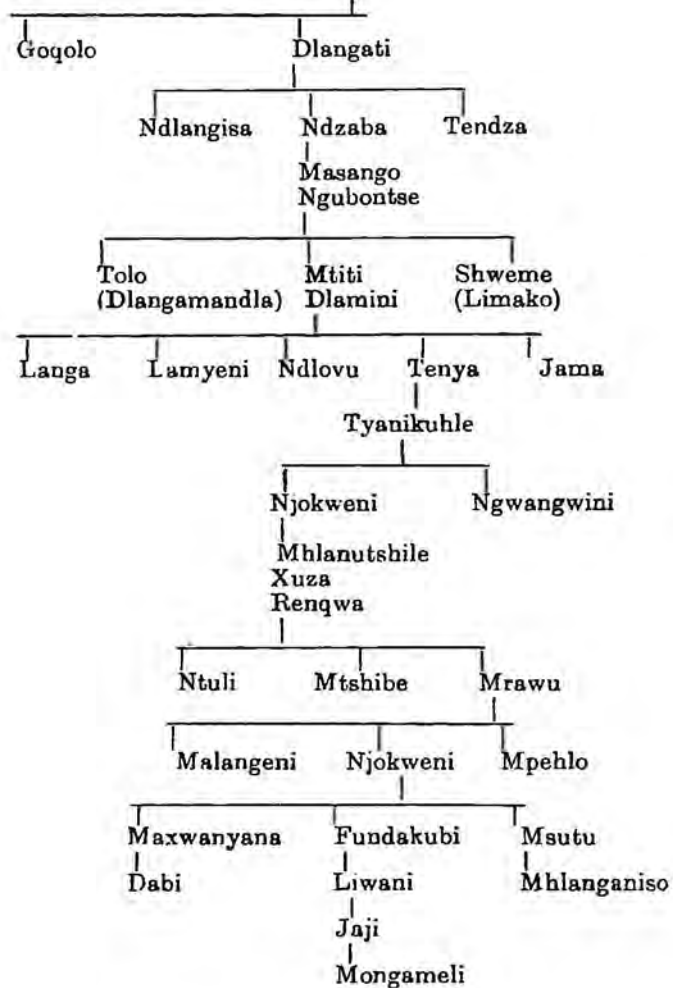 Goqolo Dlangati
Ndlangisa Ndzaba Tendza
Masango
Ngubontse
Tolo Mtiti Shweme
(Dlangamandla) Dlamini (Limako)
Langa Lamyeni Ndlovu Tenya Jama
Tyanikuhle
Njokweni Ngwangwini
Mhlanutshile
Xuza
Renqwa
Ntuli Mtshibe Mrawu
Malangeni Njokweni Mpehlo
Maxwanyana Fundakubi Msutu
Dabi Liwani Mhlanganiso
Jaji
Mongameli